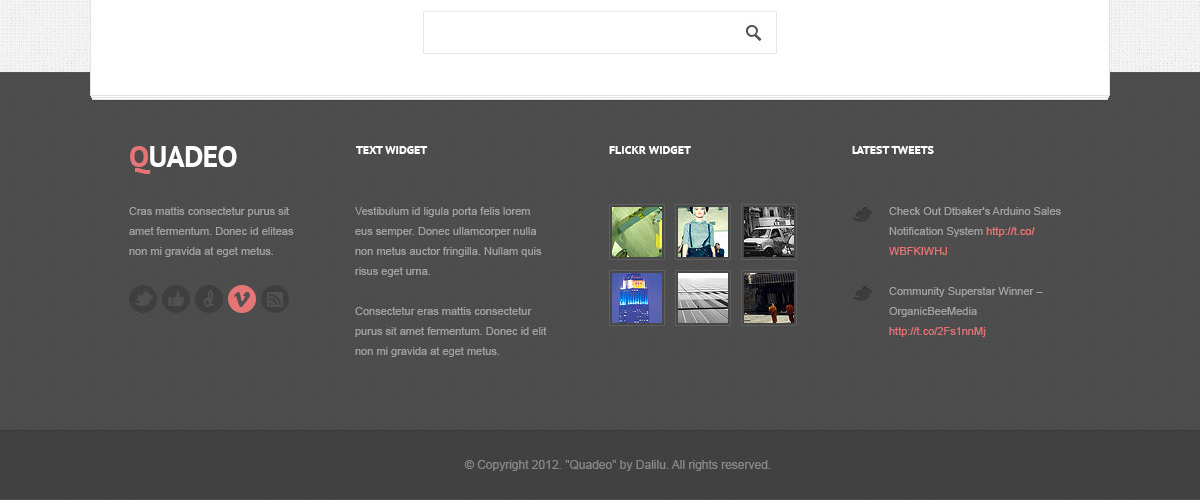 QUADEO
Cras mattis consectetur purus sit
amet fermentum. Donec id eliteas
non mi gravida at eget metus.
TEXT WIDGET
Vestibulum id ligula porta felis lorem
eus semper. Donec ullamcorper nulla
non metus auctor fringilla. Nullam quis
risus eget urna.
Consectetur eras mattis consectetur
purus sit amet fermentum. Donec id elit
non mi gravida at eget metus.
FLICKR WIDGET
LATEST TWEETS
Check Out Dtbaker's Arduino Sales
Notification System http://t.co/
WBFKIWHJ
Community Superstar Winner –
OrganicBeeMedia
http://t.co/2Fs1nnMj
© Copyright 2012. "Quadeo" by Dalilu. All rights reserved.